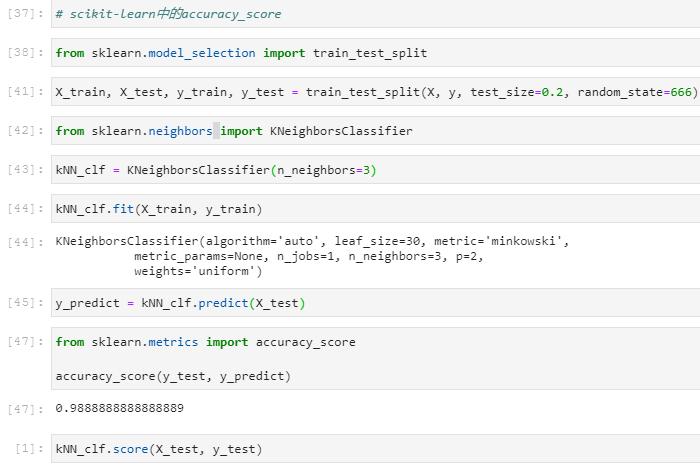 [37]: # scikit-learn中的accuracy_score
[38]: from sklearn.model_selection import train_test_split
[41]: X_train, X_test, y_train, y_test = train_test_split(X, y, test_size=0.2, random_state=666)
[42]: from sklearn.neighbors import KNeighborsClassifier
[43]: kNN_clf = KNeighborsClassifier(n_neighbors=3)
[44]: kNN_clf.fit(X_train, y_train)
[44]: KNeighborsClassifier(algorithm='auto', leaf_size=30, metric='minkowski',
metric_params=None, n_jobs=1, n_neighbors=3, p=2,
weights='uniform')
[45]: y_predict = kNN_clf.predict(X_test)
[47]: from sklearn.metrics import accuracy_score
accuracy_score(y_test, y_predict)
[47]: 0.9888888888888889
[1]: kNN_clf.score(X_test, y_test)